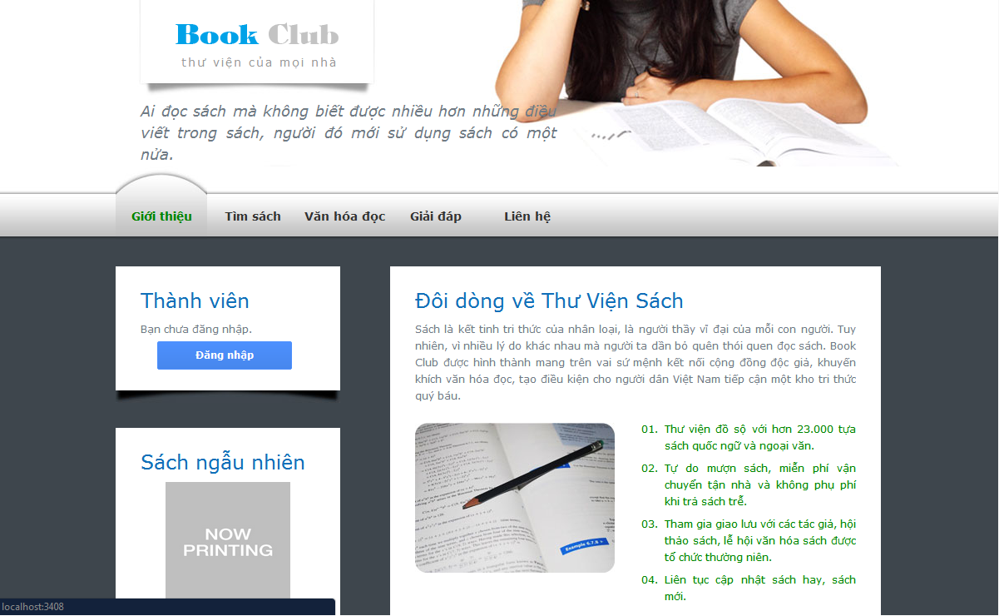 Book Club
thư viện của mọi nhà
Ai đọc sách mà không biết được nhiều hơn những điều
viết trong sách, người đó mới sử dụng sách có một
nửa.
Giới thiệu
Tìm sách
Văn hóa đọc
Giải đáp
Liên hệ
Thành viên
Bạn chưa đăng nhập.
Đăng nhập
Sách ngẫu nhiên
NOW
PRINTING
Đôi dòng về Thư Viện Sách
Sách là kết tinh tri thức của nhân loại, là người thầy vĩ đại của mỗi con người. Tuy
nhiên, vì nhiều lý do khác nhau mà người ta dần bỏ quên thói quen đọc sách. Book
Club được hình thành mang trên vai sứ mệnh kết nối cộng đồng độc giả, khuyến
khích văn hóa đọc, tạo điều kiện cho người dân Việt Nam tiếp cận một kho tri thức
quý báu.
Example 6.7.8
01. Thư viện đồ sộ với hơn 23.000 tựa
sách quốc ngữ và ngoại văn.
02. Tự do mượn sách, miễn phí vận
chuyển tận nhà và không phụ phí
khi trả sách trễ.
03. Tham gia giao lưu với các tác giả, hội
thảo sách, lễ hội văn hóa sách được
tổ chức thường niên.
04. Liên tục cập nhật sách hay, sách
mới.
localhost:3408